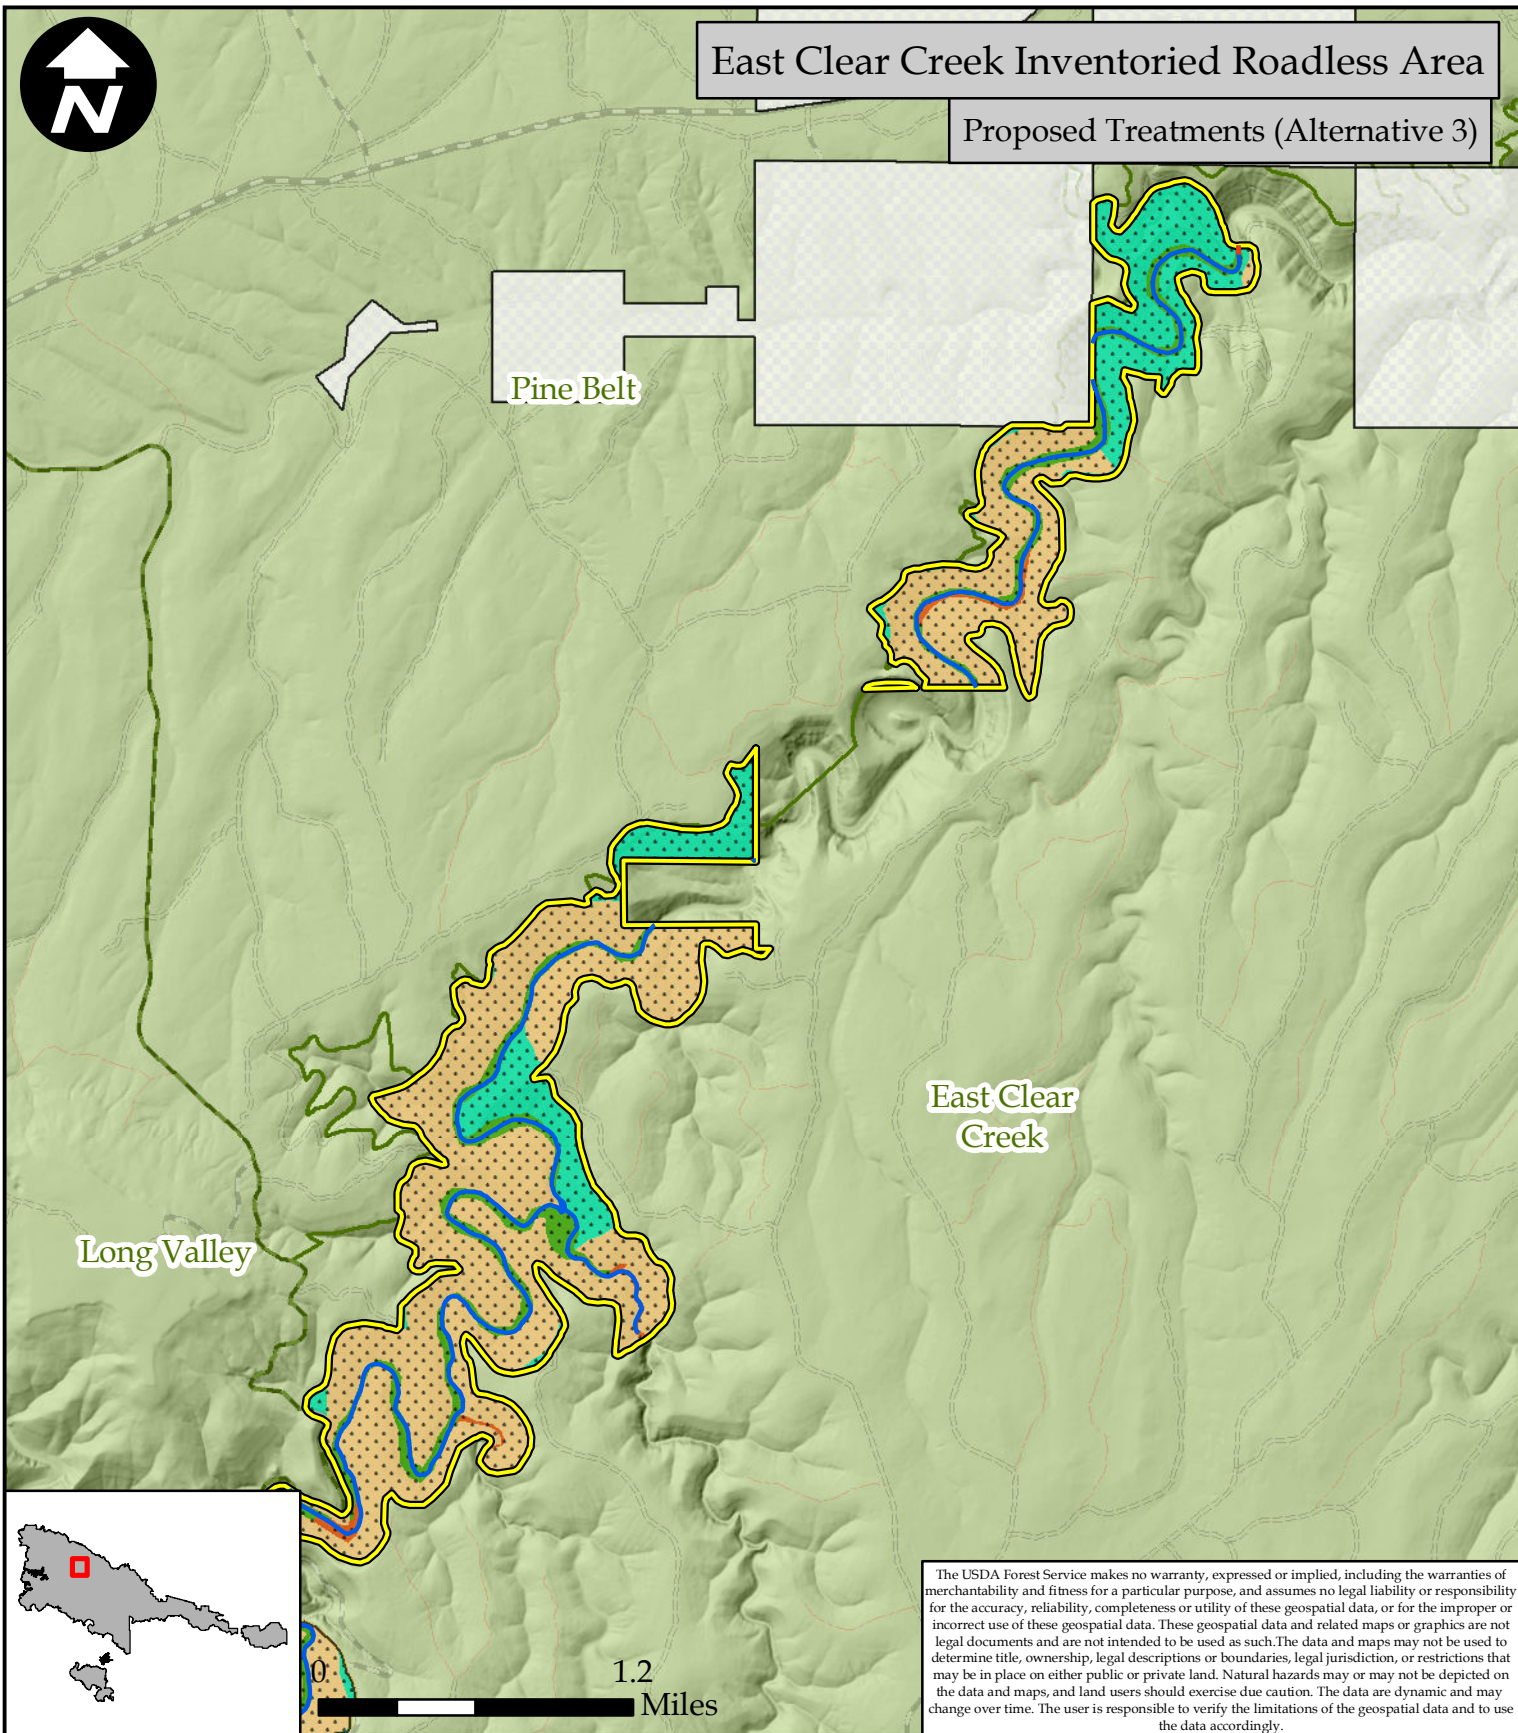 N
East Clear Creek Inventoried Roadless Area
Proposed Treatments (Alternative 3)
Pine Belt
East Clear
Creek
Long Valley
0 1.2
Miles
The USDA Forest Service makes no warranty, expressed or implied, including the warranties of
merchantability and fitness for a particular purpose, and assumes no legal liability or responsibility
for the accuracy, reliability, completeness or utility of these geospatial data, or for the improper or
incorrect use of these geospatial data. These geospatial data and related maps or graphics are not
legal documents and are not intended to be used as such.The data and maps may not be used to
determine title, ownership, legal descriptions or boundaries, legal jurisdiction, or restrictions that
may be in place on either public or private land. Natural hazards may or may not be depicted on
the data and maps, and land users should exercise due caution. The data are dynamic and may
change over time. The user is responsible to verify the limitations of the geospatial data and to use
the data accordingly.